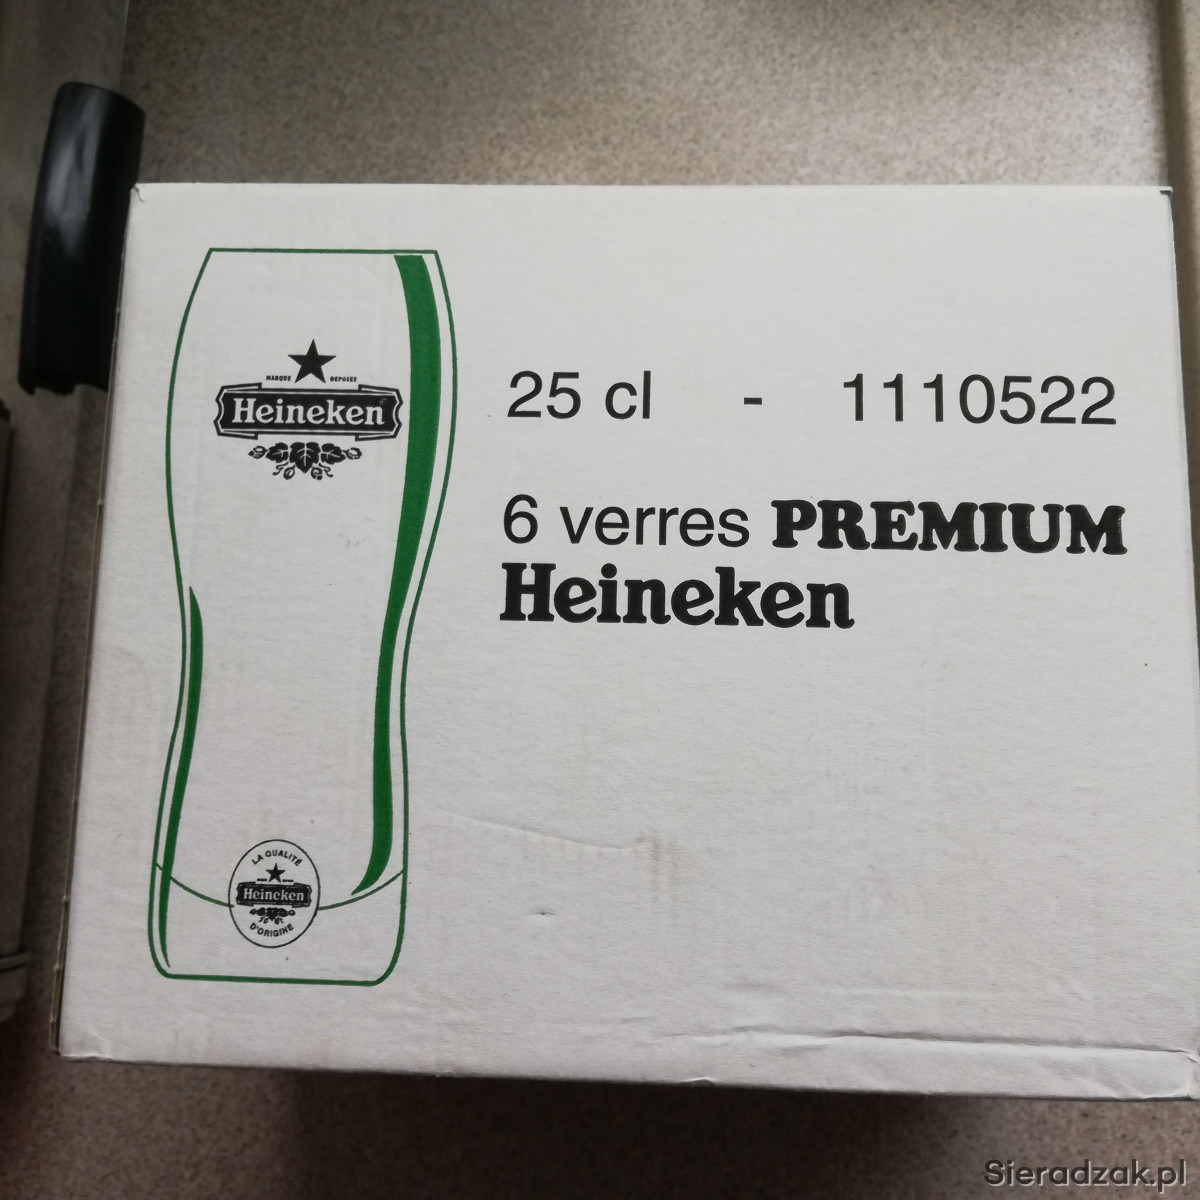 MARQUE DEPOSEE
Heineken
25 cl - 1110522
6 verres PREMIUM
Heineken
LA QUALITÉ
Heineken
D'ORIGINE
Sieradzak.pl